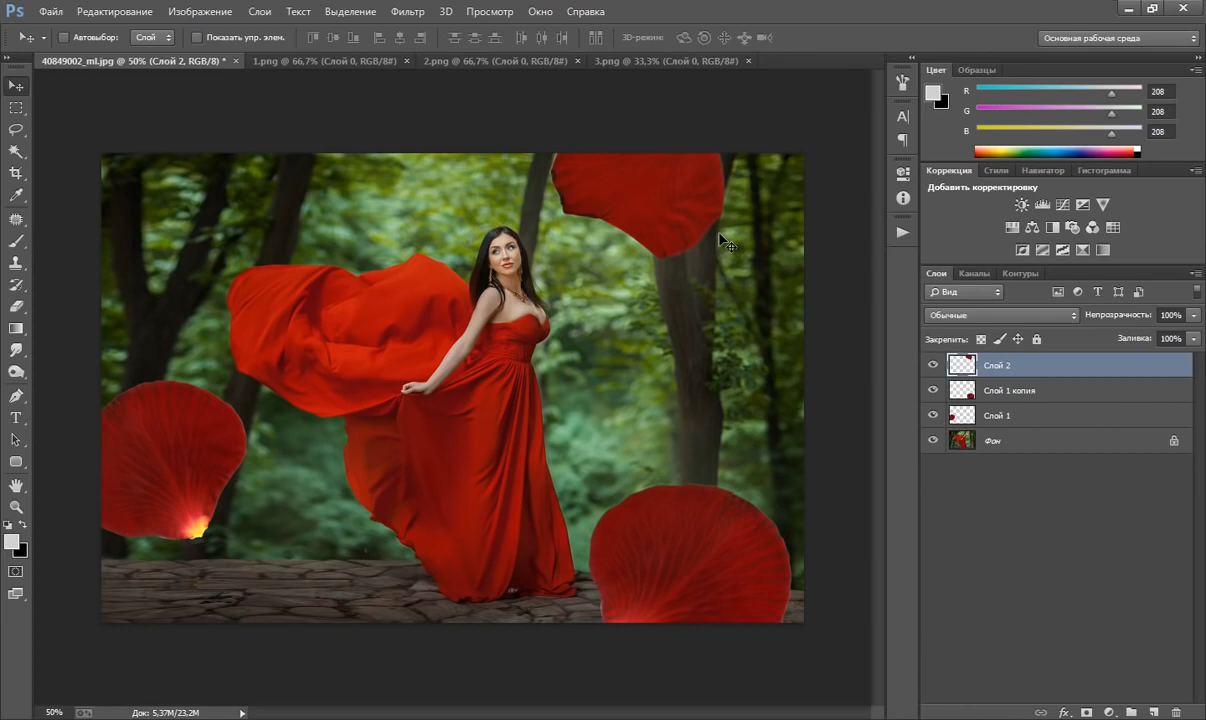 Ps Файл Редактирование Изображение Слои Текст Выделение Фильтр 3D Просмотр Окно Справка
Автовыбор: Слой Показать упр. элем. 3D-режим: Основная рабочая среда
40849002_ml.jpg @ 50% (Слой 2, RGB/8) * × 1.png @ 66,7% (Слой 0, RGB/8#) × 2.png @ 66,7% (Слой 0, RGB/8#) × 3.png @ 33,3% (Слой 0, RGB/8#) ×
Цвет Образцы
R 208
G 208
B 208
Коррекция Стили Навигатор Гистограмма
Добавить корректировку
Слои Каналы Контуры
Вид
Обычные Непрозрачность: 100%
Закрепить: Заливка: 100%
Слой 2
Слой 1 копия
Слой 1
Фон
50% Док: 5,37M/23,2M